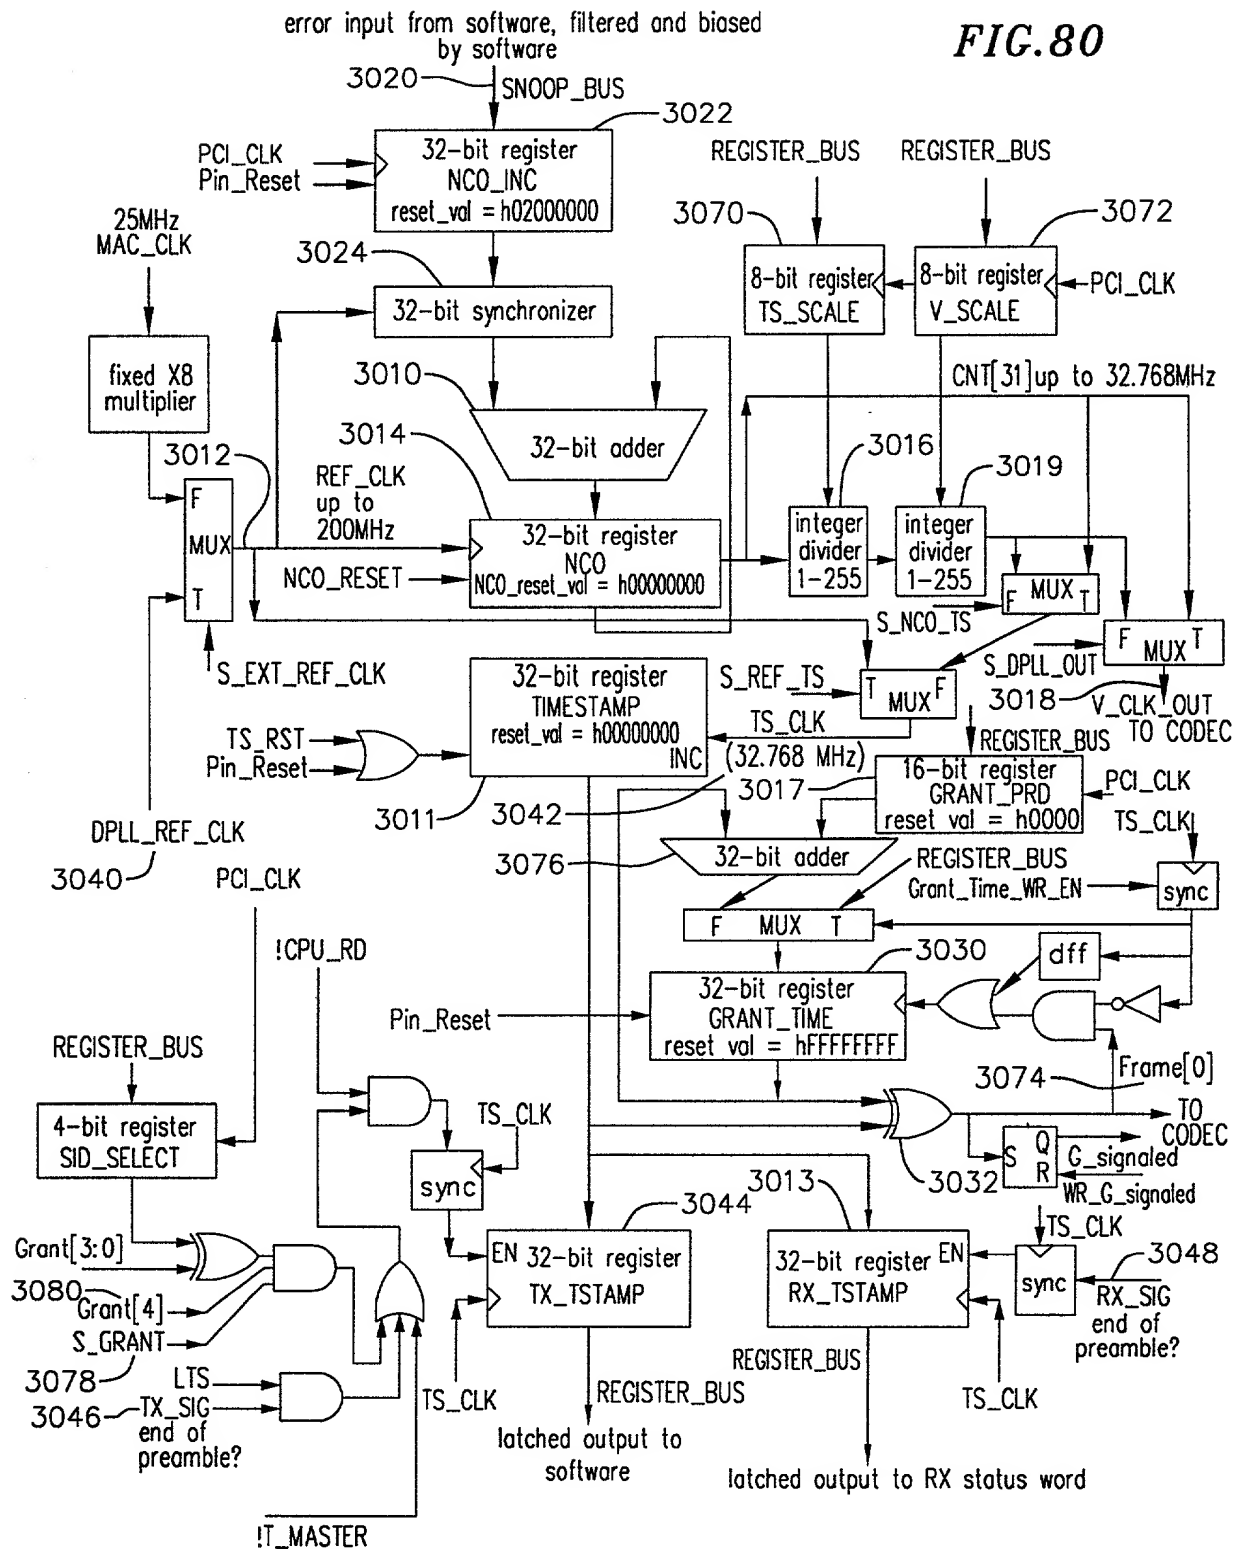 error input from software, filtered and biased
by software
FIG.80
3020
SNOOP_BUS
3022
32-bit register
NCO_INC
reset_val = h02000000
PCI_CLK
Pin_Reset
REGISTER_BUS
REGISTER_BUS
3070
3072
8-bit register
TS_SCALE
8-bit register
V_SCALE
PCI_CLK
25MHz
MAC_CLK
3024
32-bit synchronizer
fixed X8
multiplier
3010
32-bit adder
CNT[31]up to 32.768MHz
3012
3014
3016
3019
F
MUX
T
REF_CLK
up to
200MHz
32-bit register
NCO
NCO_reset_val = h00000000
NCO_RESET
integer
divider
1-255
integer
divider
1-255
F MUX T
S_NCO_TS
F MUX T
S_DPLL_OUT
3018
V_CLK_OUT
TO CODEC
S_EXT_REF_CLK
32-bit register
TIMESTAMP
reset_val = h00000000
INC
S_REF_TS
T MUX F
TS_CLK
(32.768 MHz)
TS_RST
Pin_Reset
3011
3042
3017
REGISTER_BUS
16-bit register
GRANT_PRD
reset val = h0000
PCI_CLK
TS_CLK
DPLL_REF_CLK
3040
3076
32-bit adder
REGISTER_BUS
Grant_Time_WR_EN
sync
PCI_CLK
F MUX T
!CPU_RD
3030
dff
32-bit register
GRANT_TIME
reset val = hFFFFFFFF
Pin_Reset
REGISTER_BUS
4-bit register
SID_SELECT
3074
Frame[0]
TO
CODEC
TS_CLK
sync
3032
S Q
R
G_signaled
WR_G_signaled
3044
3013
TS_CLK
Grant[3:0]
3080
Grant[4]
S_GRANT
3078
EN 32-bit register
TX_TSTAMP
32-bit register EN
RX_TSTAMP
sync
3048
RX_SIG
end of
preamble?
LTS
3046
TX_SIG
end of
preamble?
TS_CLK
REGISTER_BUS
REGISTER_BUS
TS_CLK
latched output to
software
latched output to RX status word
!T_MASTER